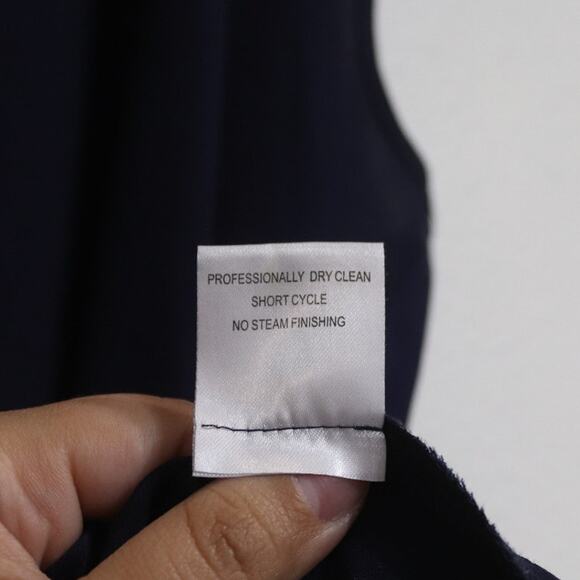 PROFESSIONALLY DRY CLEAN
SHORT CYCLE
NO STEAM FINISHING